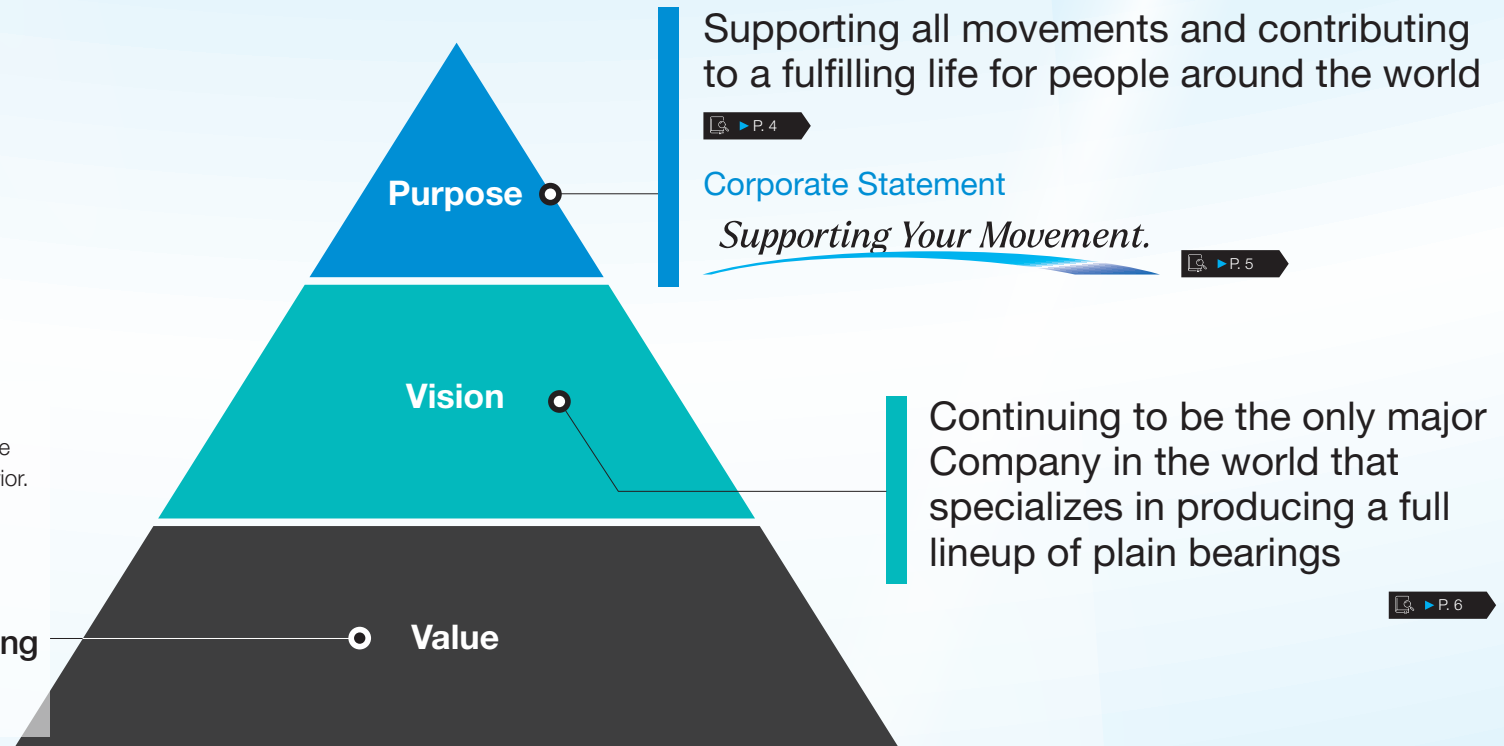 Supporting all movements and contributing
to a fulfilling life for people around the world
P. 4
Purpose
Corporate Statement
Supporting Your Movement.
P. 5
Vision
Continuing to be the only major
Company in the world that
specializes in producing a full
lineup of plain bearings
P. 6
Value